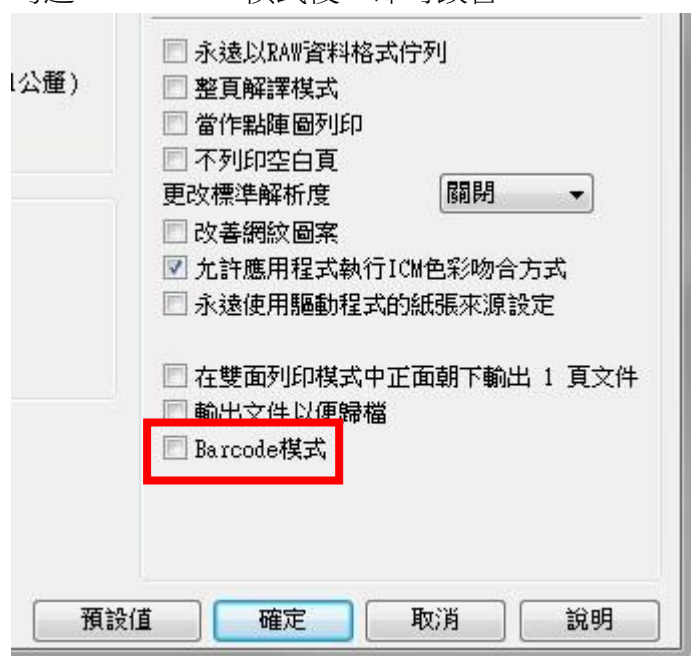 1公釐)
永遠以RAW資料格式佇列
整頁解譯模式
當作點陣圖列印
不列印空白頁
更改標準解析度 關閉
改善網紋圖案
允許應用程式執行ICM色彩吻合方式
永遠使用驅動程式的紙張來源設定
在雙面列印模式中正面朝下輸出 1 頁文件
輸出文件以便歸檔
Barcode模式
預設值 確定 取消 說明